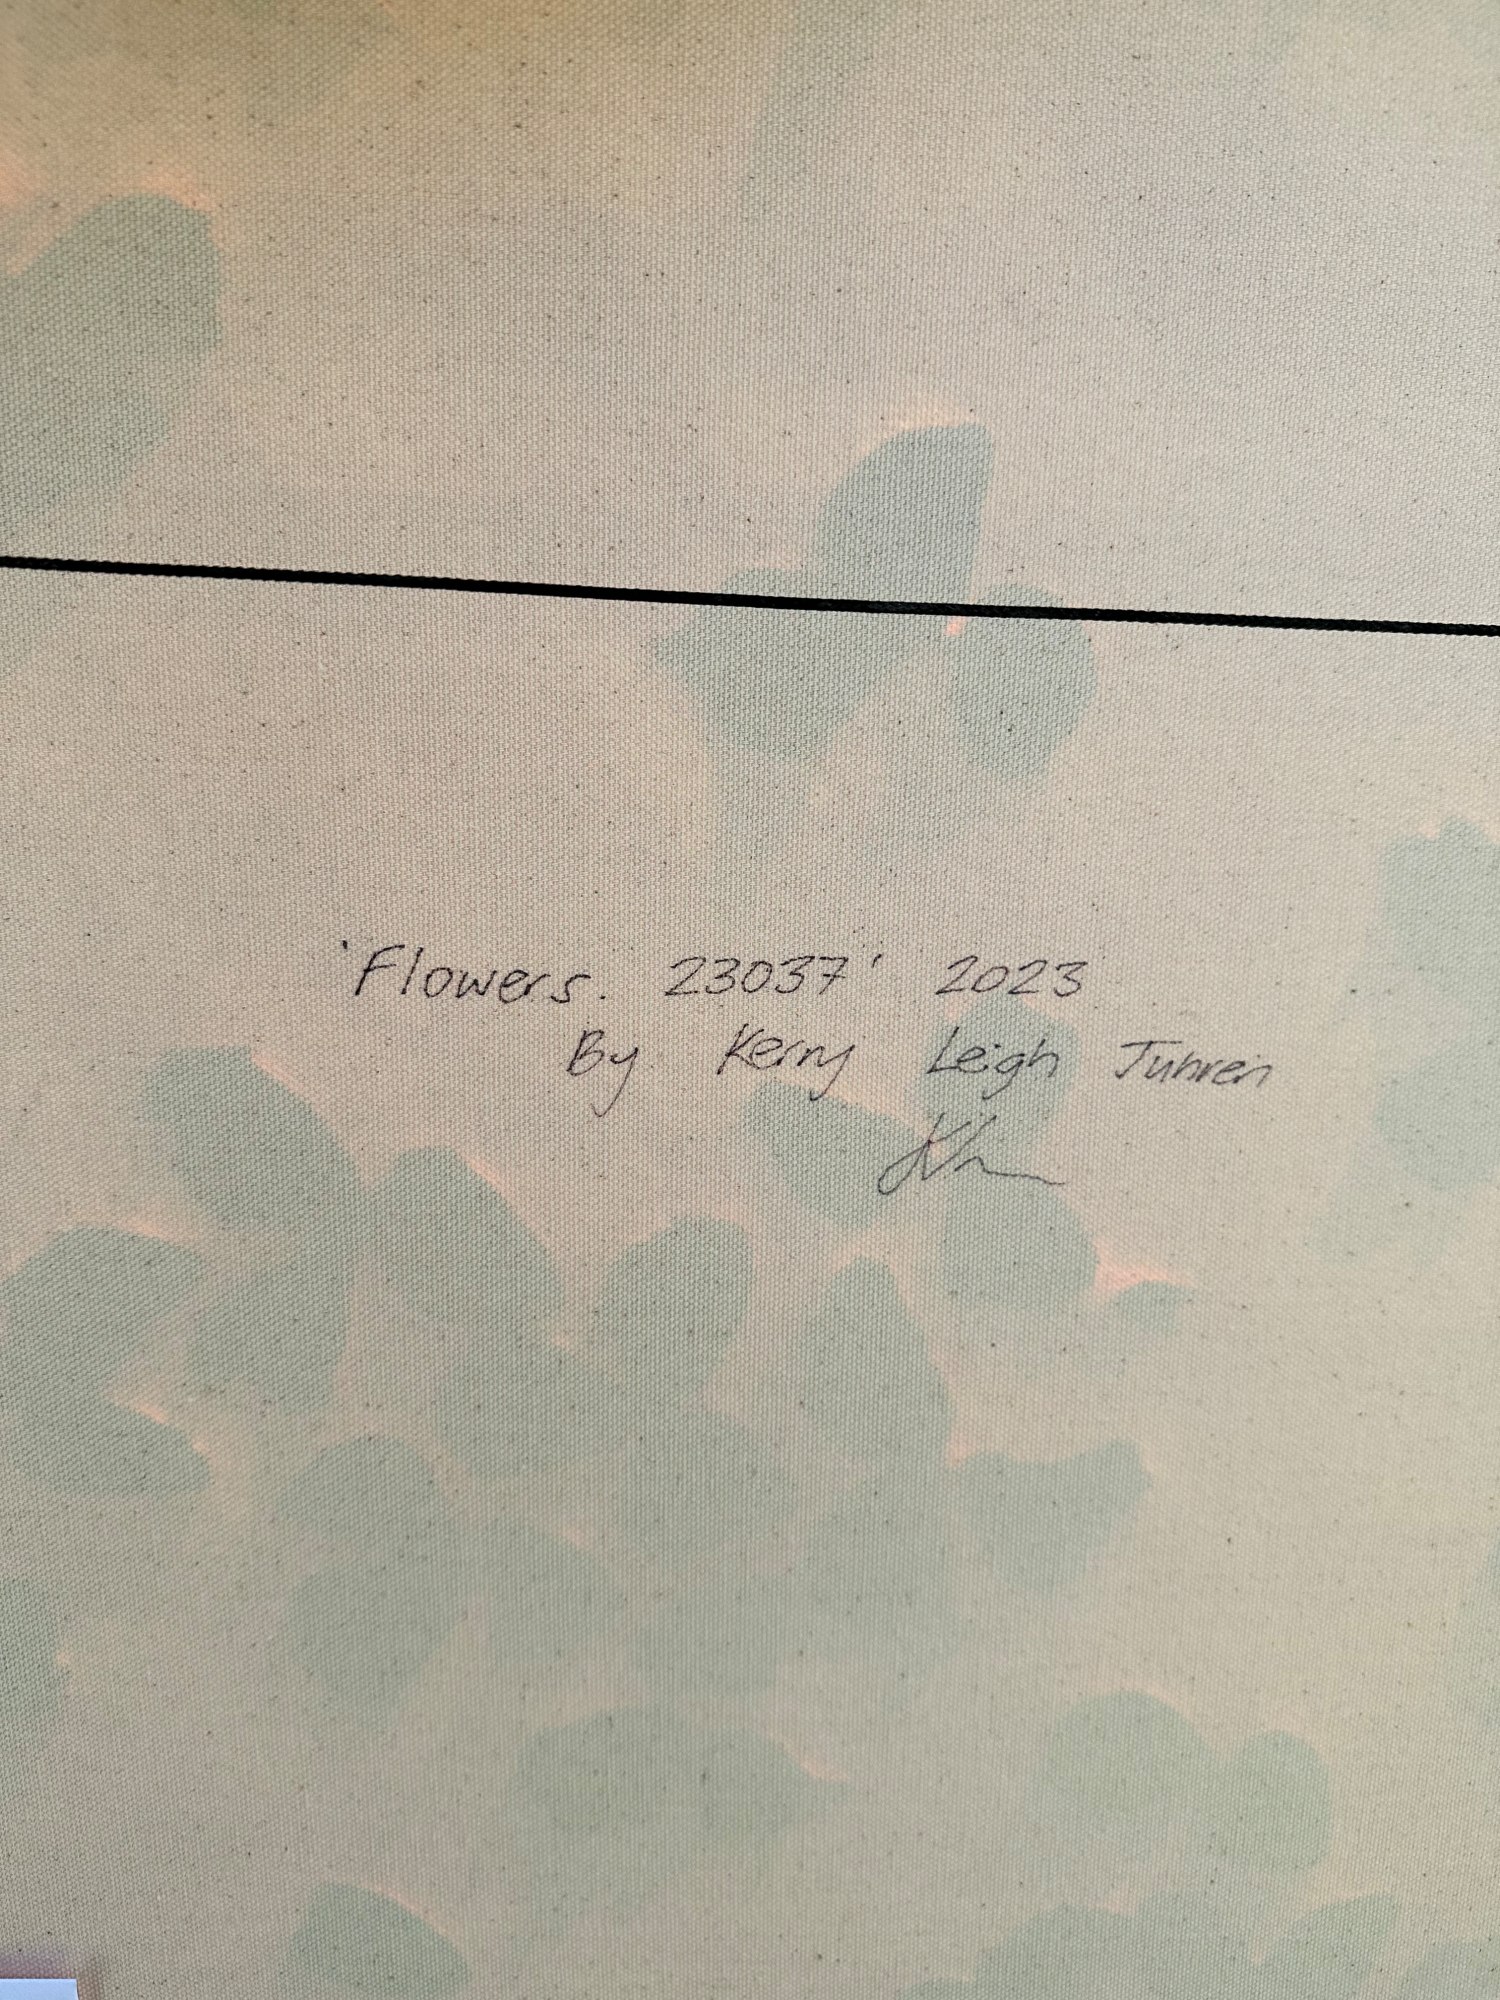 'Flowers. 23037' 2023
By Kerry Leigh Juhren